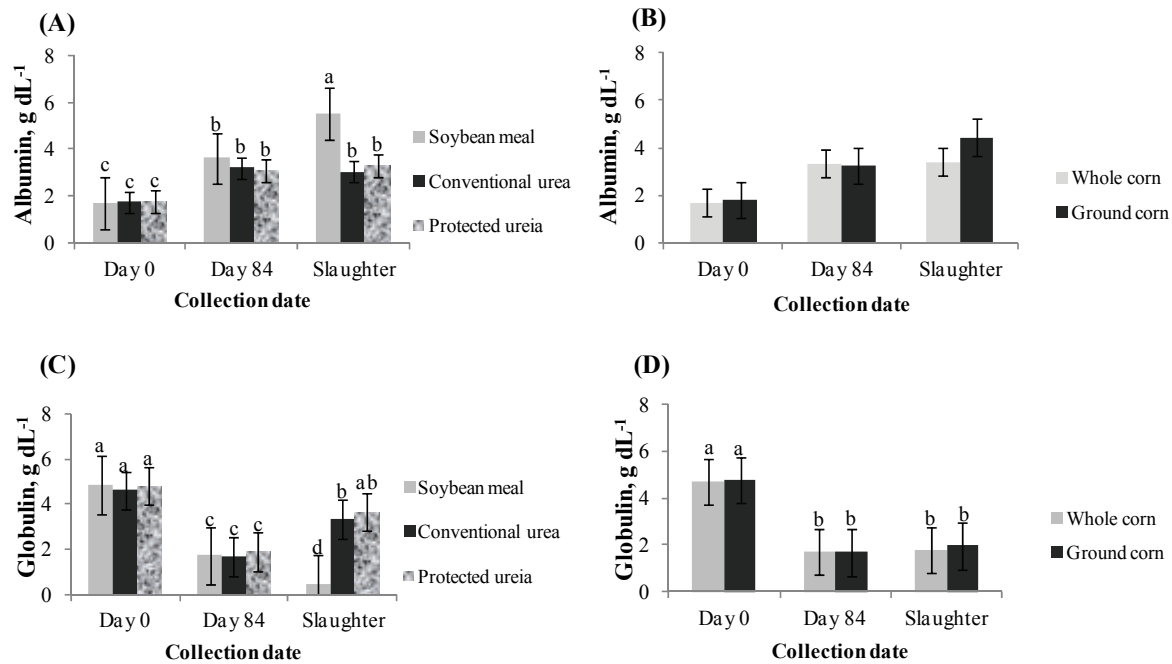 (A)
8
6
4
2
0
Albumin, g dL-1
c c c
b b b
a b b
Day 0 Day 84 Slaughter
Collection date
Soybean meal
Conventional urea
Protected ureia
(B)
8
6
4
2
0
Albumin, g dL-1
Day 0 Day 84 Slaughter
Collection date
Whole corn
Ground corn
(C)
8
6
4
2
0
Globulin, g dL-1
a a a
c c c
d b ab
Day 0 Day 84 Slaughter
Collection date
Soybean meal
Conventional urea
Protected ureia
(D)
8
6
4
2
0
Globulin, g dL-1
a a
b b
b b
Day 0 Day 84 Slaughter
Collection date
Whole corn
Ground corn